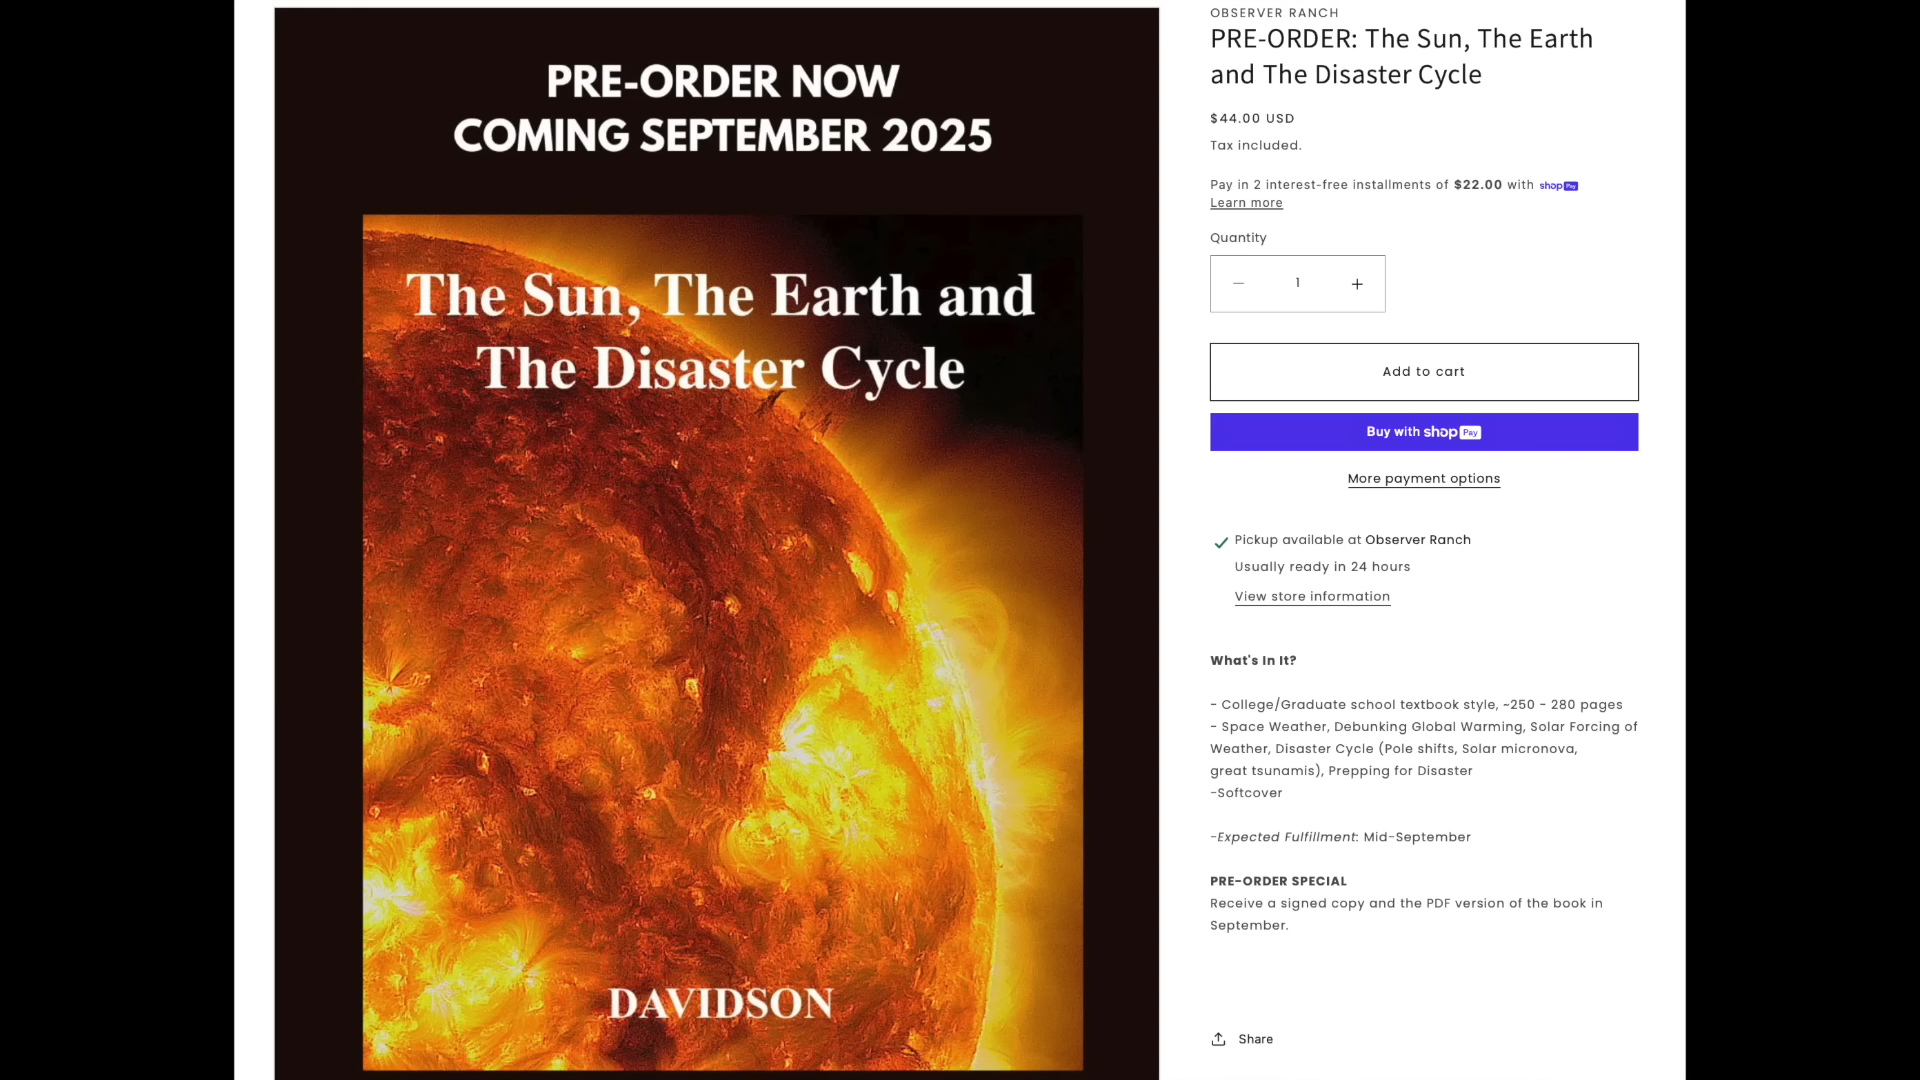 PRE-ORDER NOW
COMING SEPTEMBER 2025
The Sun, The Earth and
The Disaster Cycle
DAVIDSON
OBSERVER RANCH
PRE-ORDER: The Sun, The Earth
and The Disaster Cycle
$44.00 USD
Tax included.
Pay in 2 interest-free installments of $22.00 with shop Pay
Learn more
Quantity
1
Add to cart
Buy with shop Pay
More payment options
Pickup available at Observer Ranch
Usually ready in 24 hours
View store information
What's In It?
- College/Graduate school textbook style, ~250 - 280 pages
- Space Weather, Debunking Global Warming, Solar Forcing of
Weather, Disaster Cycle (Pole shifts, Solar micronova,
great tsunamis), Prepping for Disaster
-Softcover
-Expected Fulfillment: Mid-September
PRE-ORDER SPECIAL
Receive a signed copy and the PDF version of the book in
September.
Share